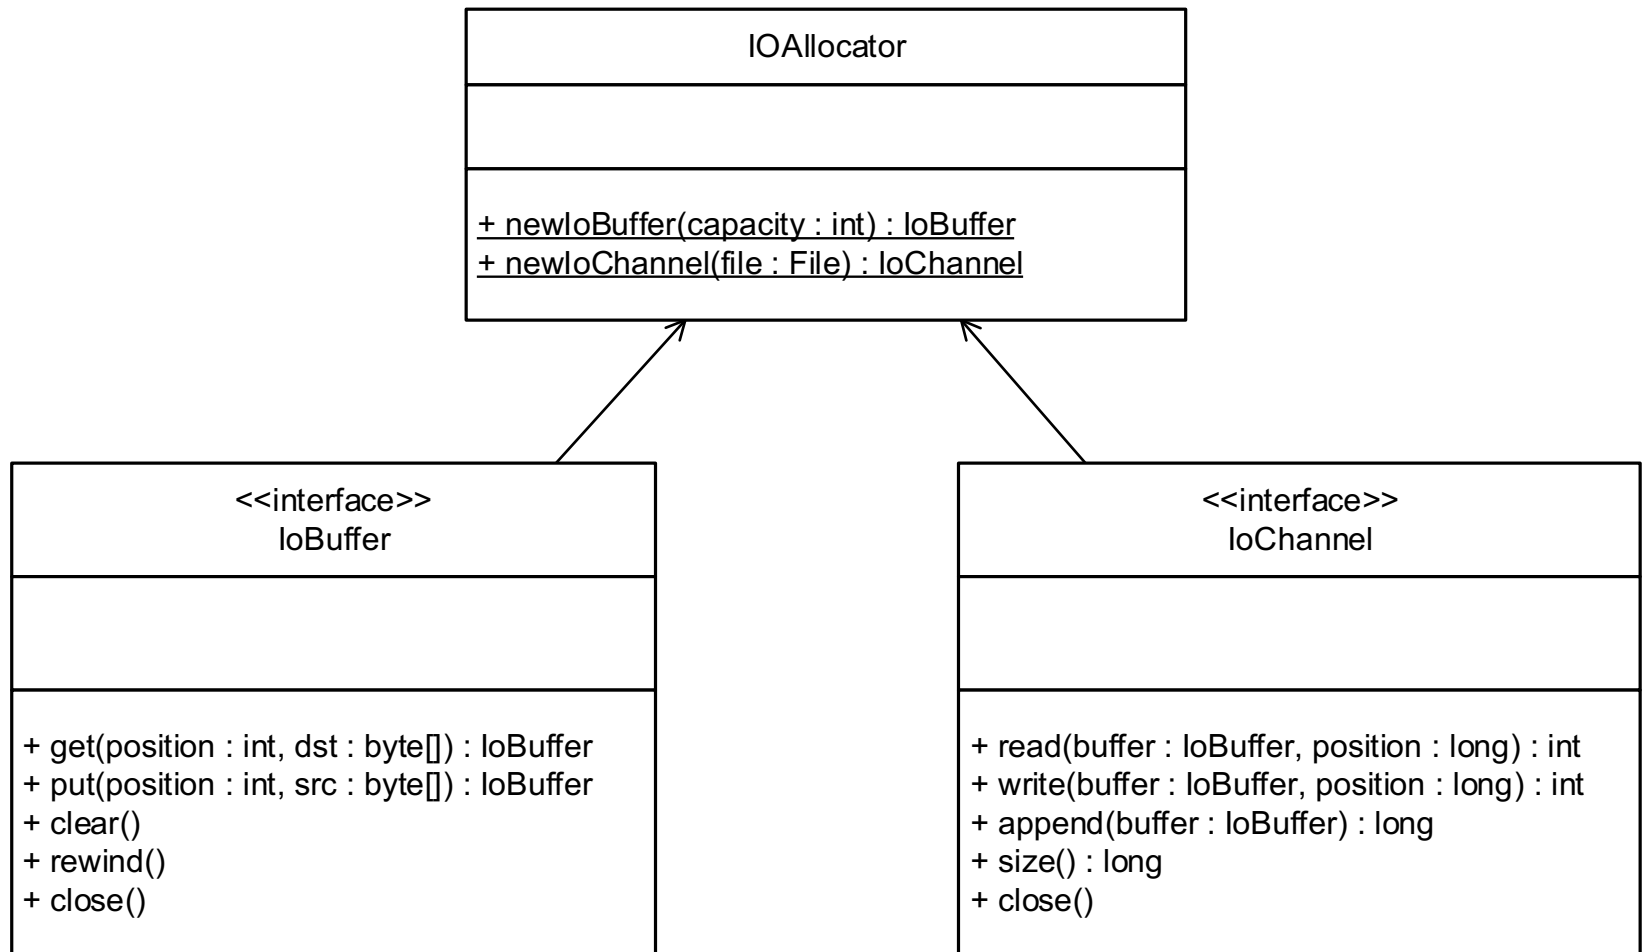 IOAllocator
+ newIoBuffer(capacity : int) : IoBuffer
+ newIoChannel(file : File) : IoChannel
<<interface>>
IoBuffer
+ get(position : int, dst : byte[]) : IoBuffer
+ put(position : int, src : byte[]) : IoBuffer
+ clear()
+ rewind()
+ close()
<<interface>>
IoChannel
+ read(buffer : IoBuffer, position : long) : int
+ write(buffer : IoBuffer, position : long) : int
+ append(buffer : IoBuffer) : long
+ size() : long
+ close()